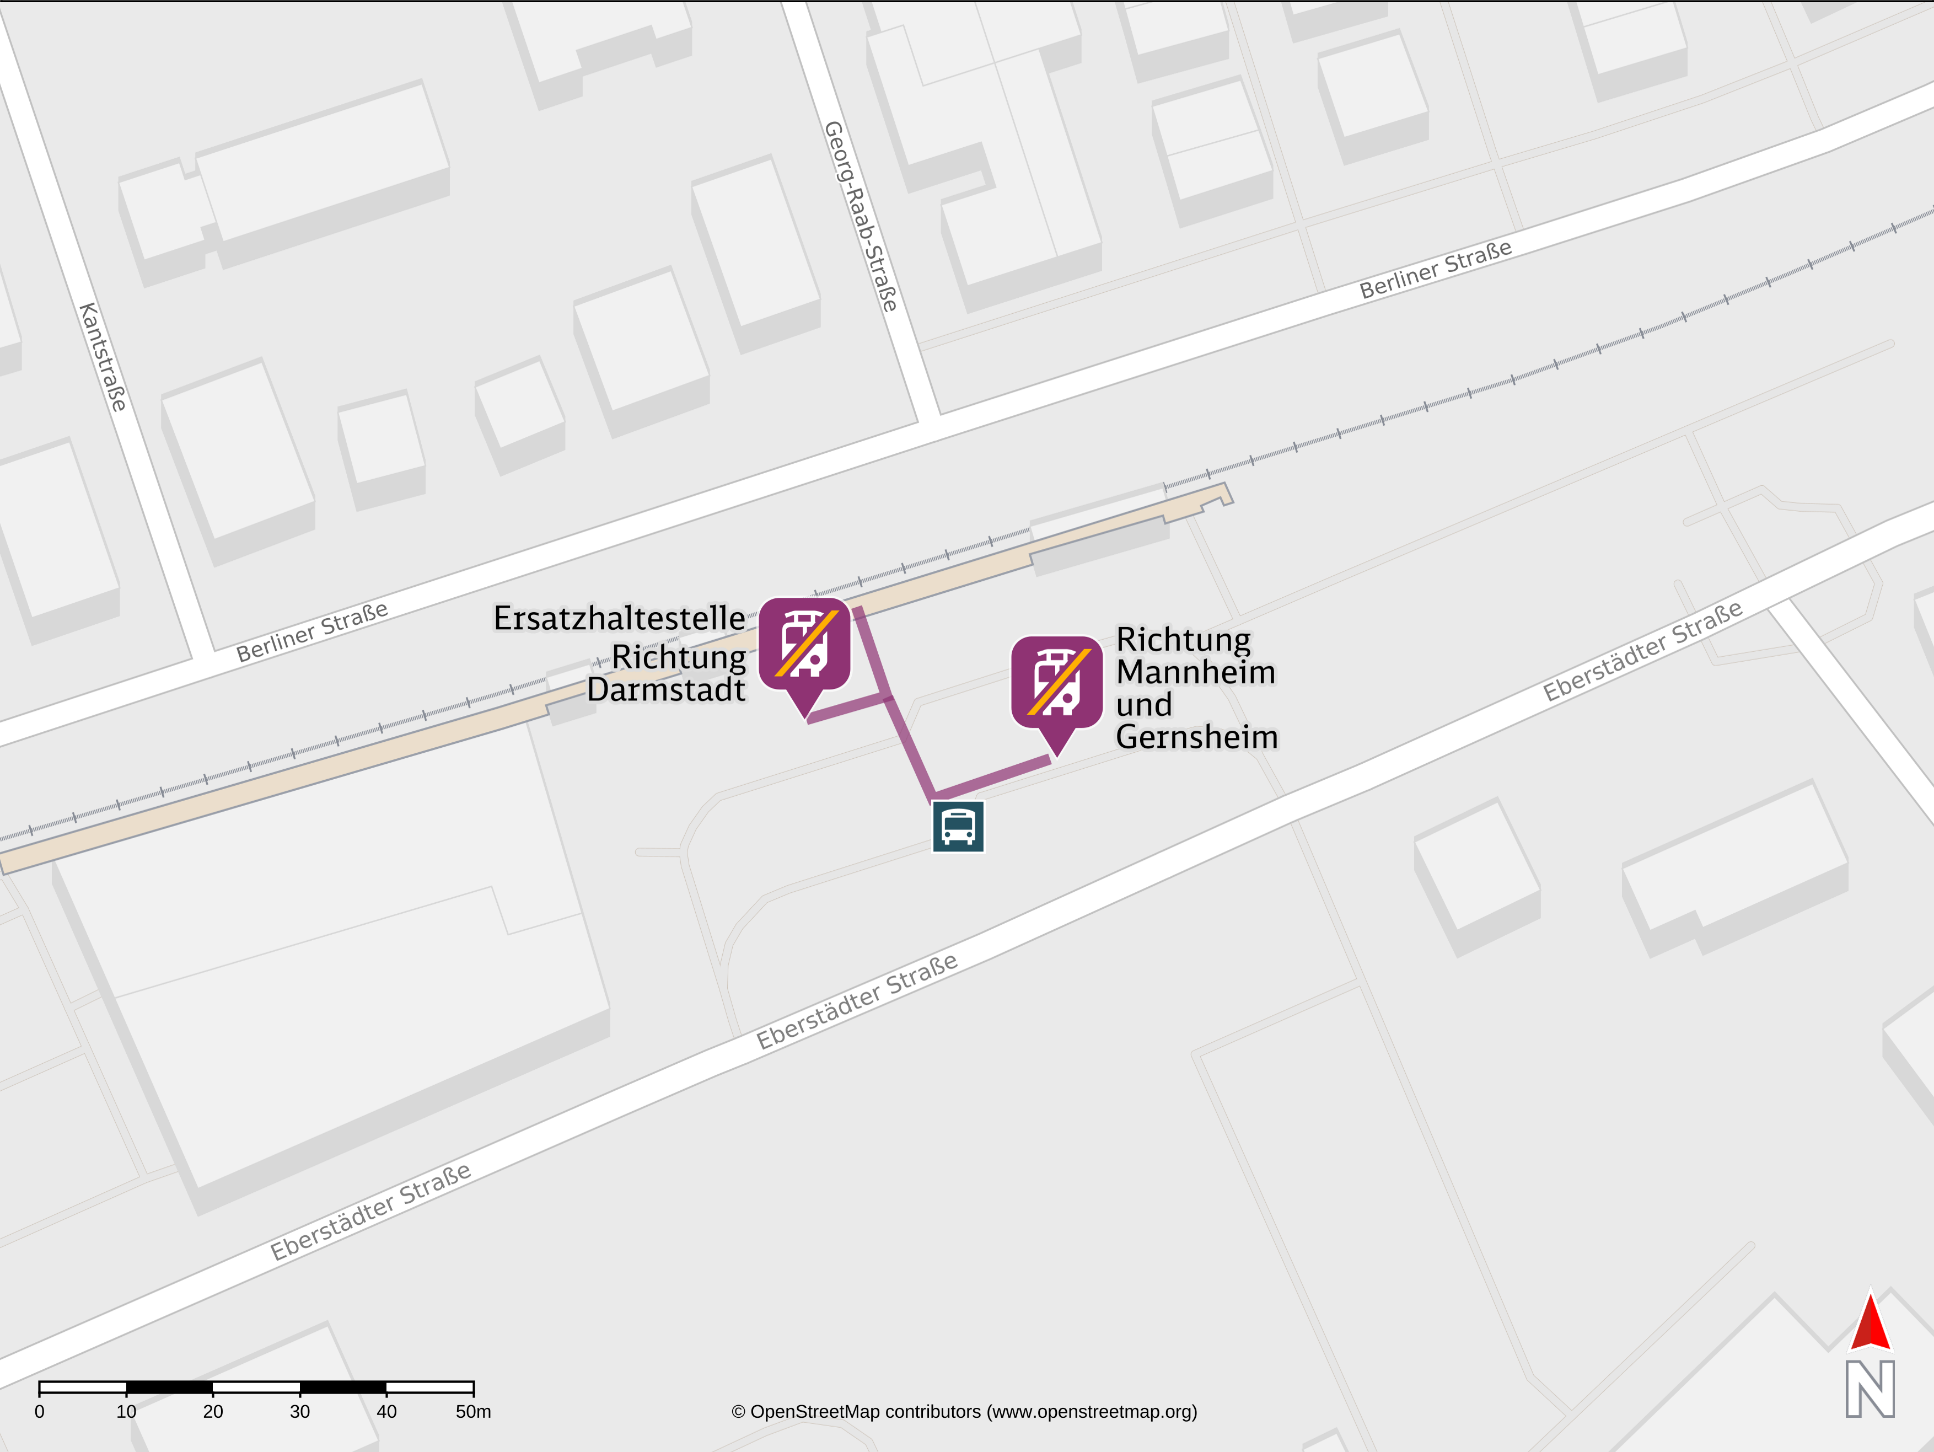 Georg-Raab-Straße
Berliner Straße
Kantstraße
Berliner Straße
Ersatzhaltestelle
Richtung
Darmstadt
Richtung
Mannheim
und
Gernsheim
Eberstädter Straße
Eberstädter Straße
Eberstädter Straße
0 10 20 30 40 50m
© OpenStreetMap contributors (www.openstreetmap.org)
N